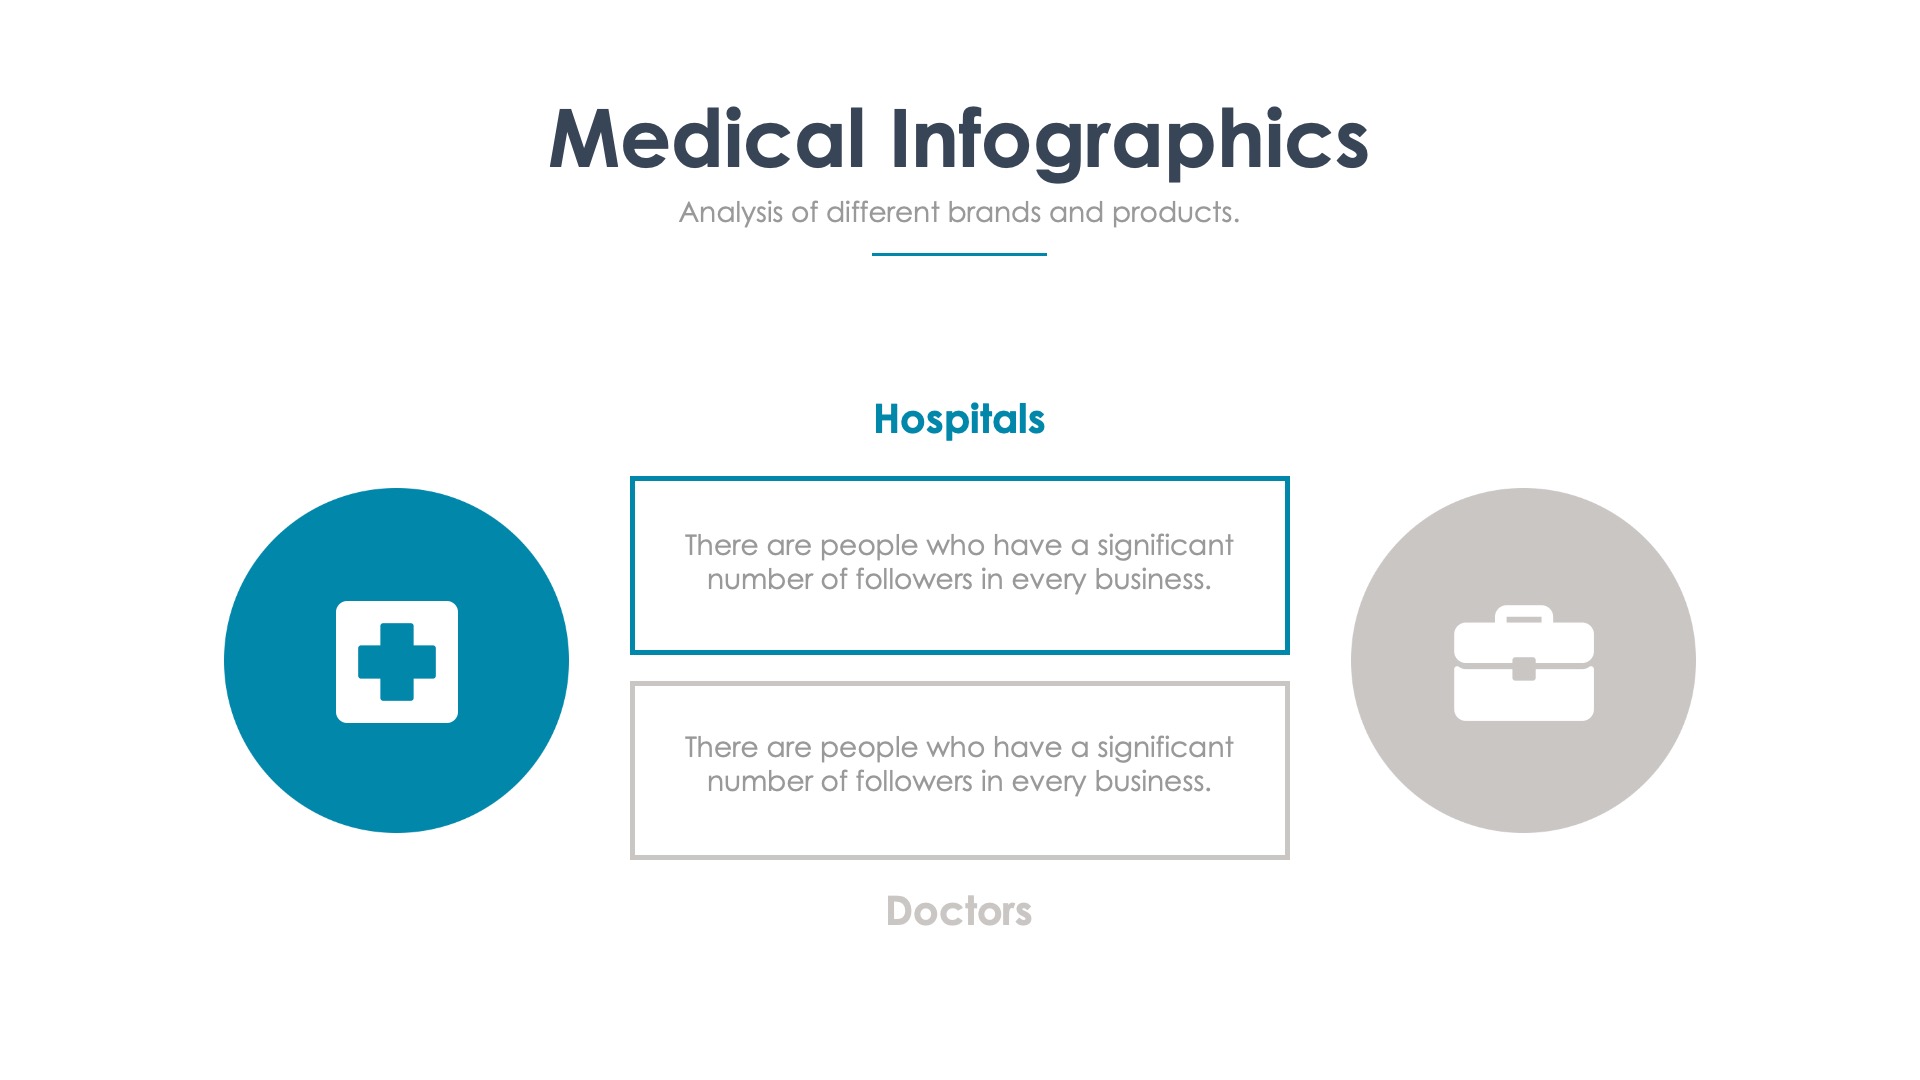 Medical Infographics
Analysis of different brands and products.
Hospitals
There are people who have a significant
number of followers in every business.
There are people who have a significant
number of followers in every business.
Doctors